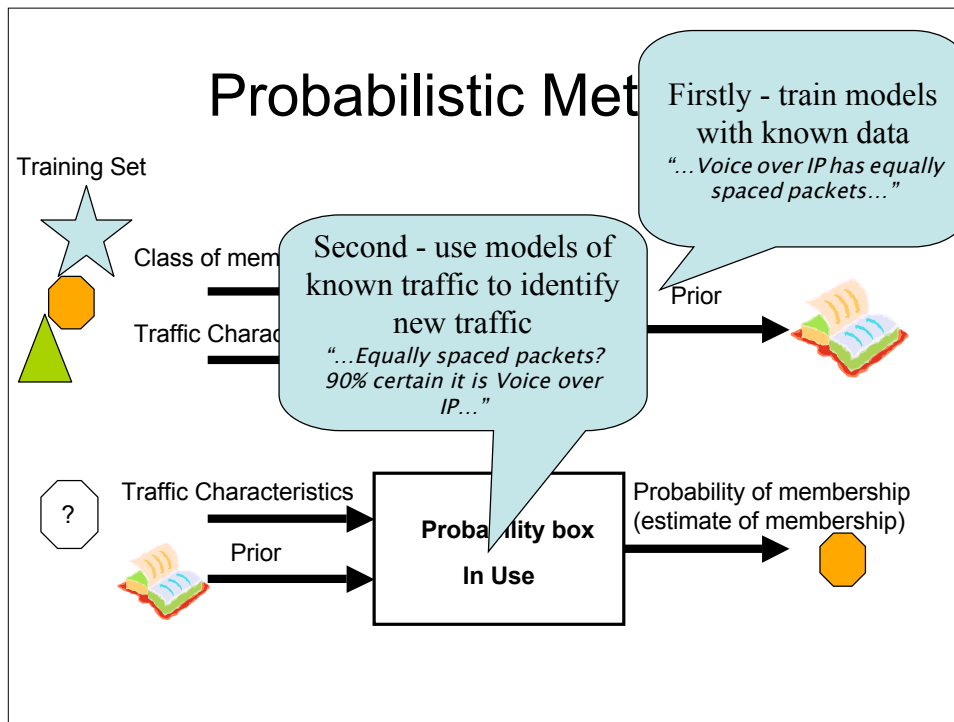 Probabilistic Met
Firstly - train models
with known data
“…Voice over IP has equally
spaced packets…”
Training Set
Class of mem
Traffic Charac
Second - use models of
known traffic to identify
new traffic
“…Equally spaced packets?
90% certain it is Voice over
IP…”
Prior
?
Traffic Characteristics
Prior
Probability box
In Use
Probability of membership
(estimate of membership)